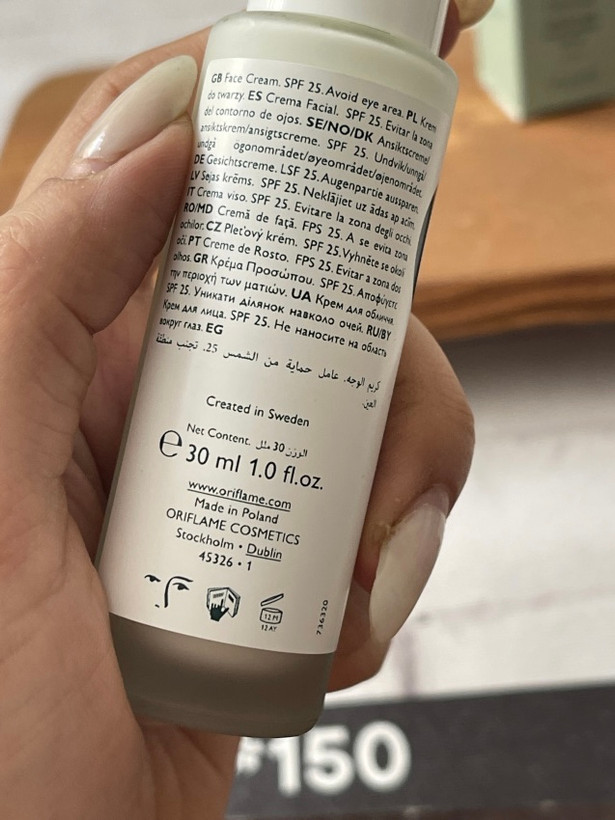 GB Face Cream. SPF 25. Avoid eye area. PL Krem
do twarzy. ES Crema Facial. SPF 25. Evitar la zona
del contorno de ojos. SE/NO/DK Ansiktscreme/
ansiktskrem/ansigtscreme. SPF 25. Undvik/unngå/
undgå ögonområdet/øyeområdet/øjenområdet.
DE Gesichtscreme. LSF 25. Augenpartie aussparen.
LV Sejas krēms. SPF 25. Neklājiet uz ādas ap acīm.
IT Crema viso. SPF 25. Evitare la zona degli occhi.
RO/MD Cremă de faţă. FPS 25. A se evita zona
ochilor. CZ Pleťový krém. SPF 25. Vyhněte se okolí
očí. PT Creme de Rosto. FPS 25. Evitar a zona dos
olhos. GR Κρέμα Προσώπου. SPF 25. Αποφύγετε
την περιοχή των ματιών. UA Крем для обличчя.
SPF 25. Уникати ділянок навколо очей. RU/BY
Крем для лица. SPF 25. Не наносите на область
вокруг глаз. EG
كريم الوجه. عامل حماية من الشمس 25. تجنب منطقة
العين.
Created in Sweden
Net Content. الوزن 30 ملل
℮ 30 ml 1.0 fl.oz.
www.oriflame.com
Made in Poland
ORIFLAME COSMETICS
Stockholm • Dublin
45326 • 1
12 M
12 AY
736320
150